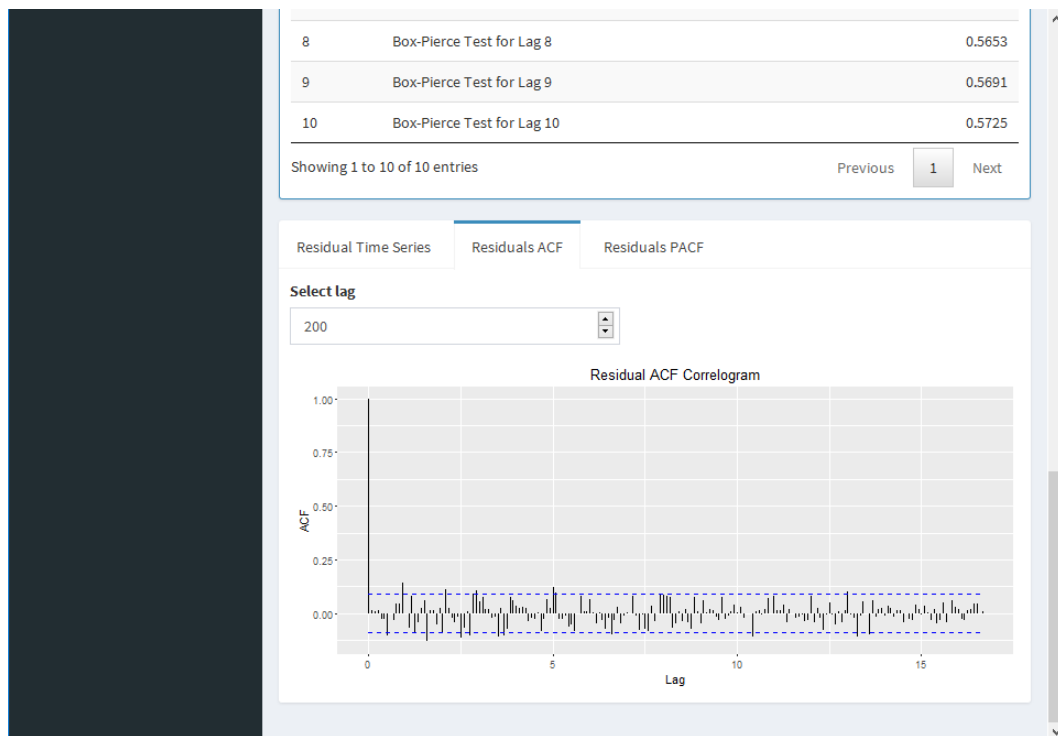 8 Box-Pierce Test for Lag 8 0.5653
9 Box-Pierce Test for Lag 9 0.5691
10 Box-Pierce Test for Lag 10 0.5725
Showing 1 to 10 of 10 entries Previous 1 Next
Residual Time Series Residuals ACF Residuals PACF
Select lag
200
Residual ACF Correlogram
1.00
0.75
0.50
0.25
0.00
ACF
0 5 10 15
Lag